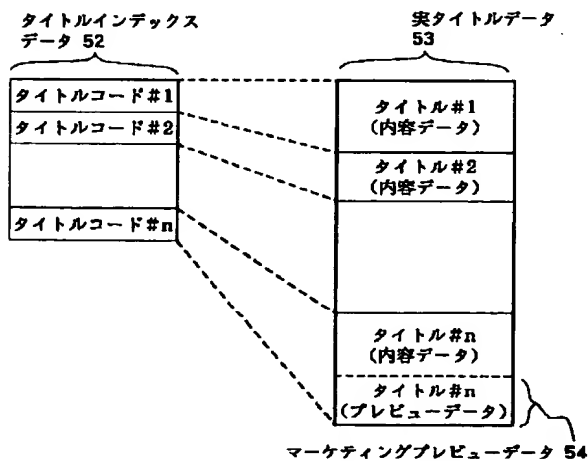 タイトルインデックス
データ 52
タイトルコード#1
タイトルコード#2
タイトルコード#n
実タイトルデータ
53
タイトル#1
(内容データ)
タイトル#2
(内容データ)
タイトル#n
(内容データ)
タイトル#n
(プレビューデータ)
マーケティングプレビューデータ 54